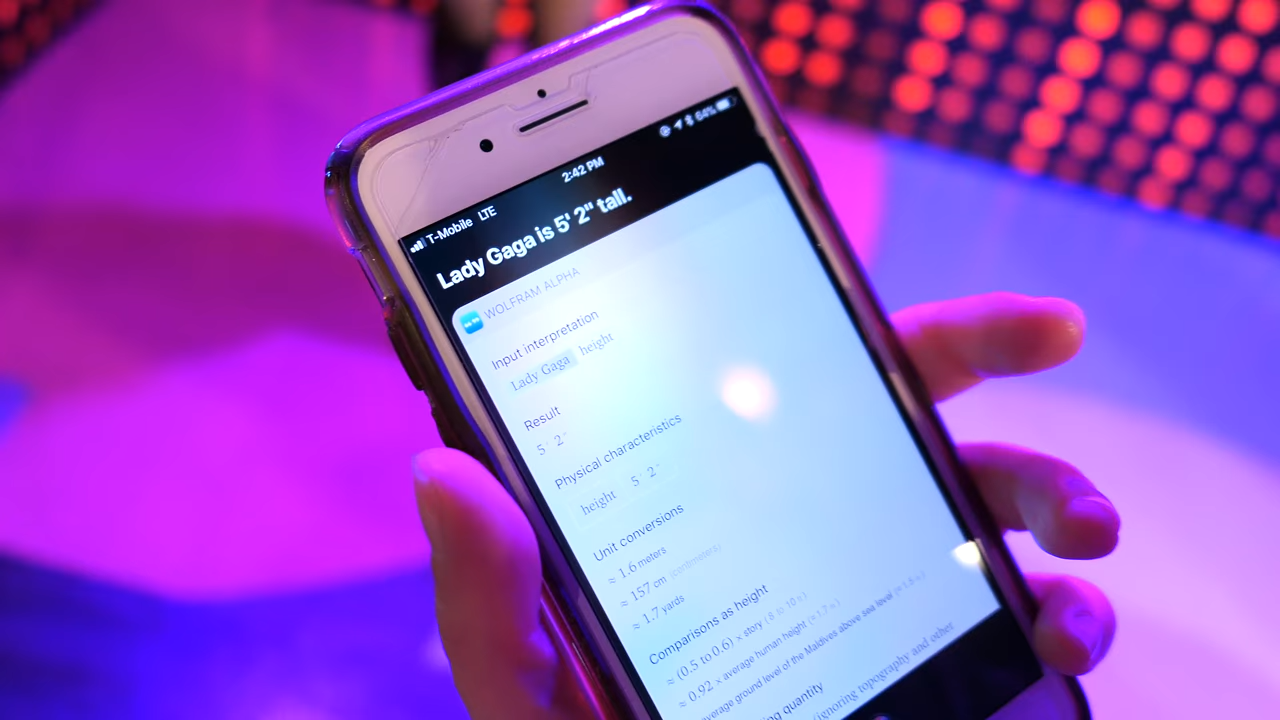 T-Mobile LTE 2:42 PM 64%
Lady Gaga is 5' 2" tall.
WOLFRAM ALPHA
Input interpretation
Lady Gaga height
Result
5' 2"
Physical characteristics
height 5' 2"
Unit conversions
≈ 1.6 meters
≈ 157 cm (centimeters)
≈ 1.7 yards
Comparisons as height
≈ (0.5 to 0.6) × story (8 to 10 ft)
≈ 0.92 × average human height (≈ 1.7 m)
average ground level of the Maldives above sea level (≈ 1.5 m)
quantity
(ignoring topography and other